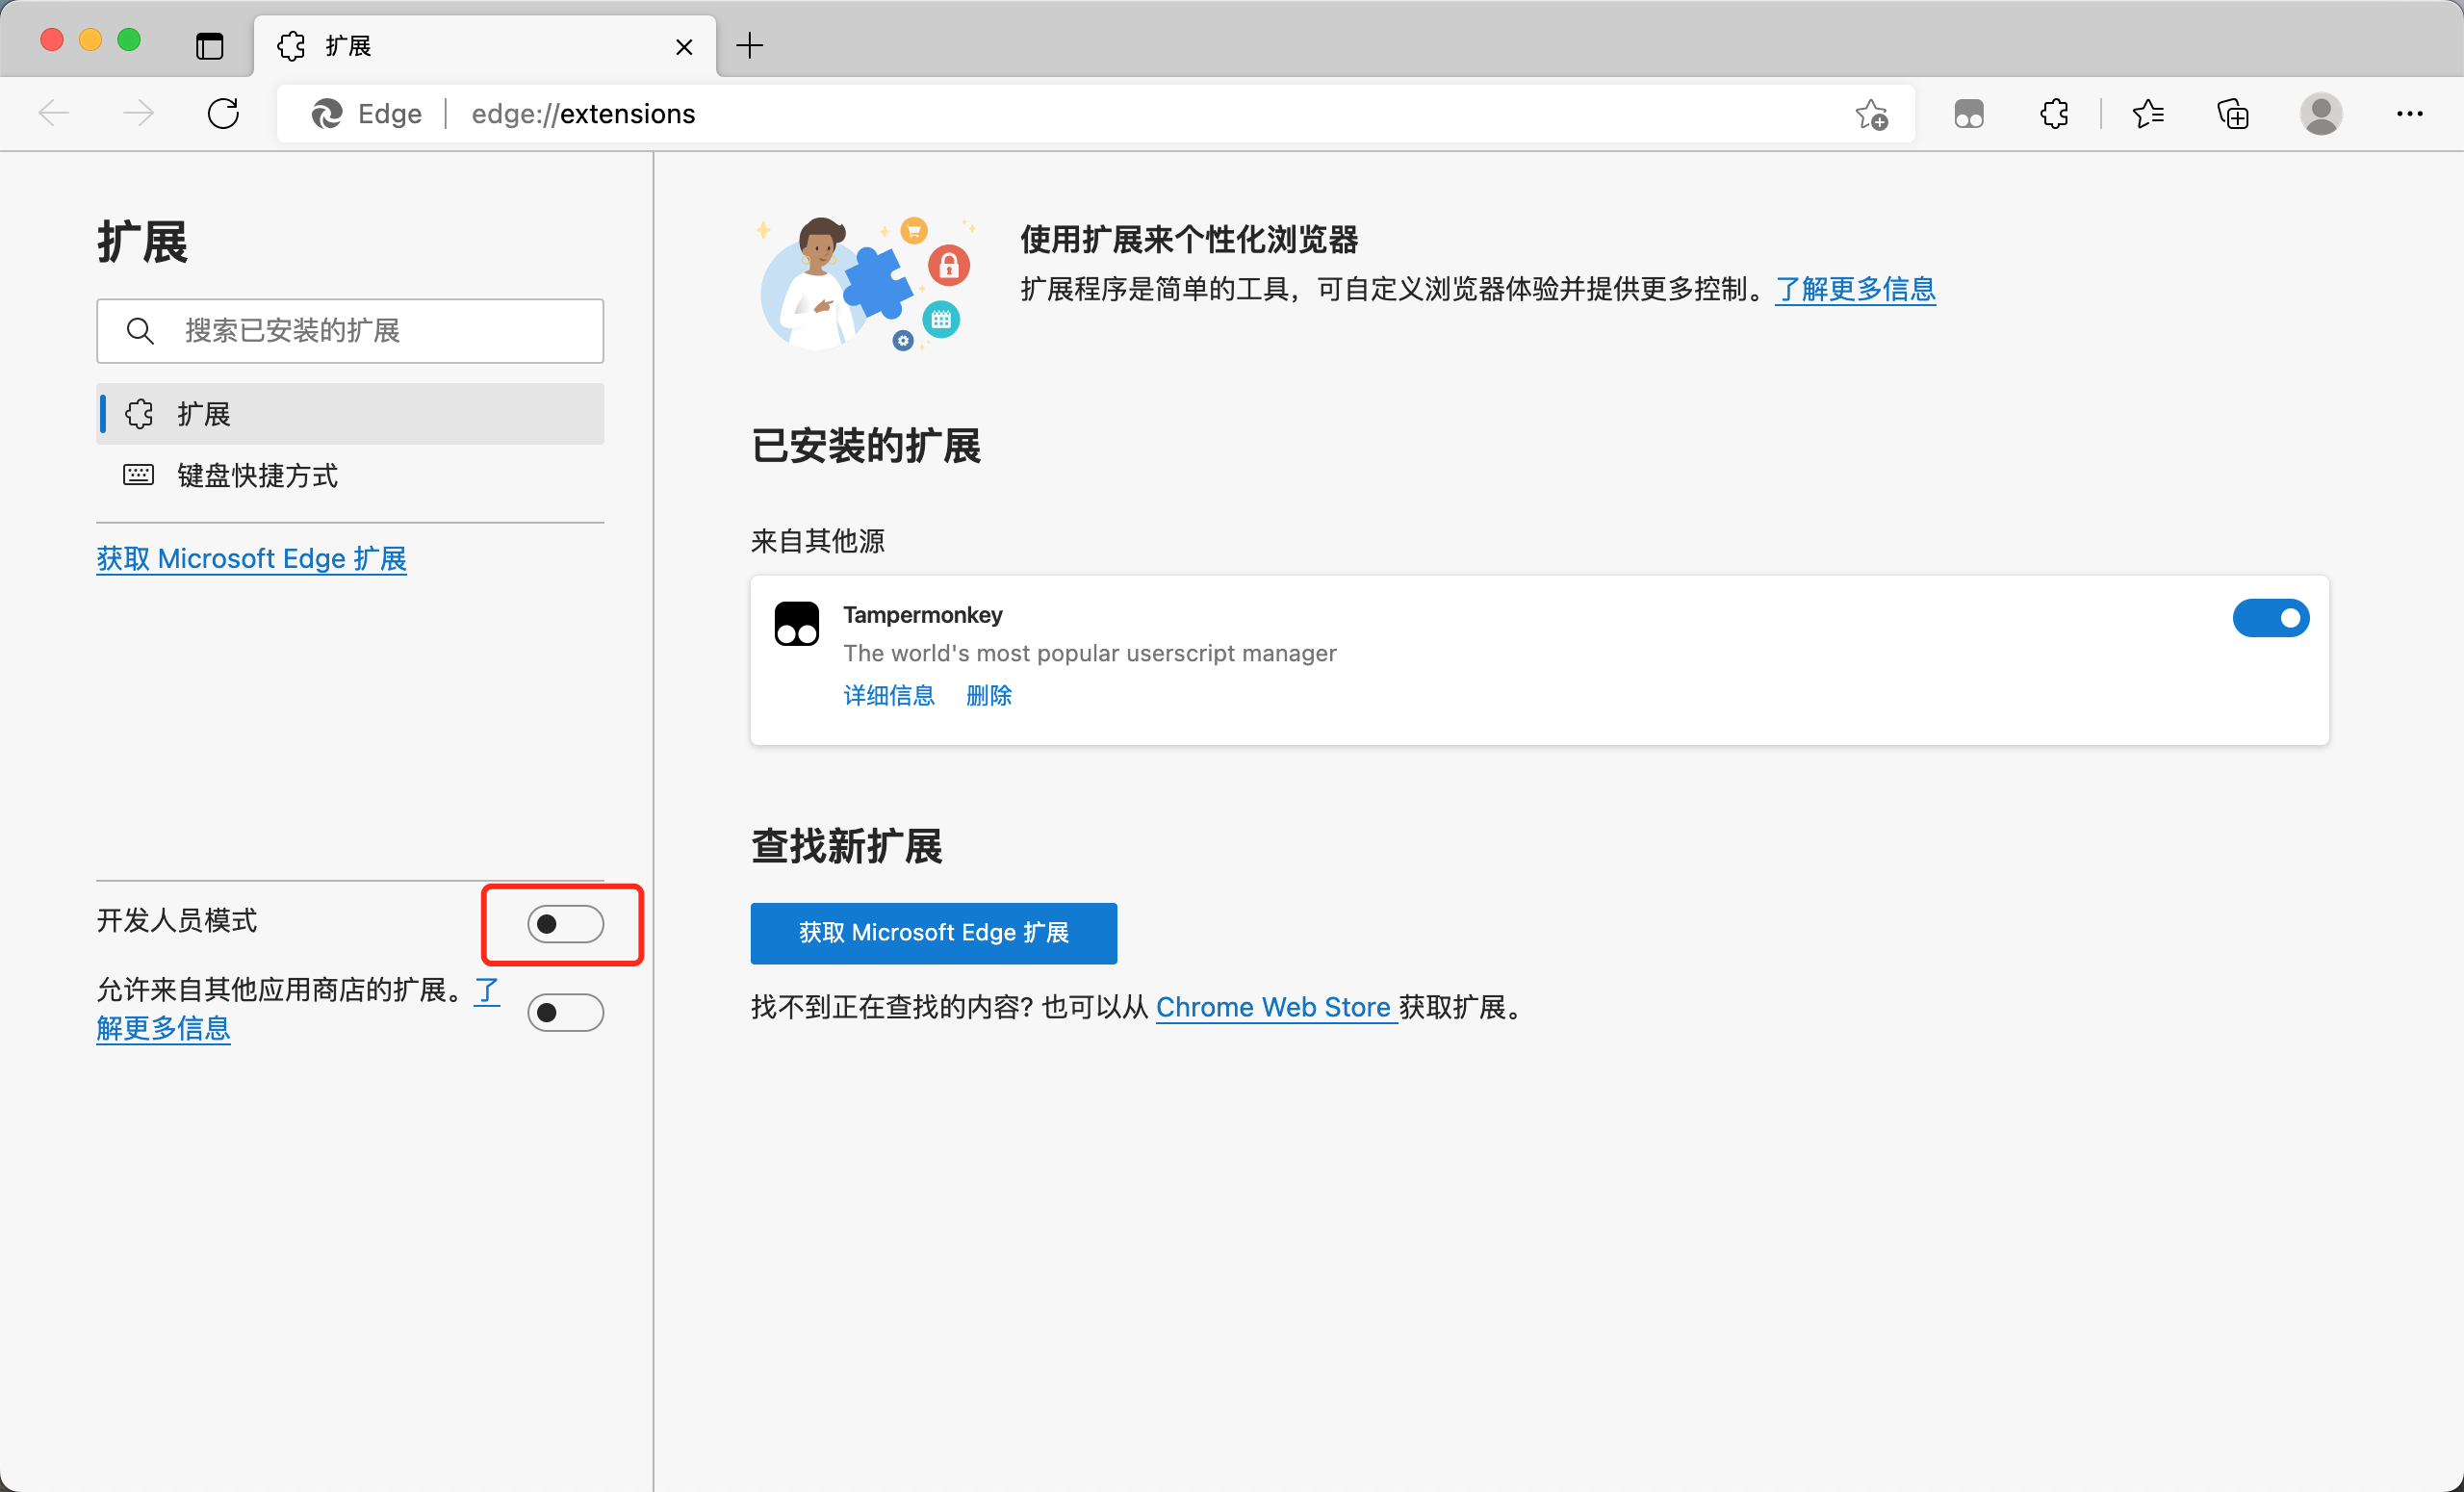 扩展
Edge
edge://extensions
扩展
搜索已安装的扩展
扩展
键盘快捷方式
获取 Microsoft Edge 扩展
开发人员模式
允许来自其他应用商店的扩展。了
解更多信息
使用扩展来个性化浏览器
扩展程序是简单的工具，可自定义浏览器体验并提供更多控制。了解更多信息
已安装的扩展
来自其他源
Tampermonkey
The world's most popular userscript manager
详细信息 删除
查找新扩展
获取 Microsoft Edge 扩展
找不到正在查找的内容? 也可以从 Chrome Web Store 获取扩展。